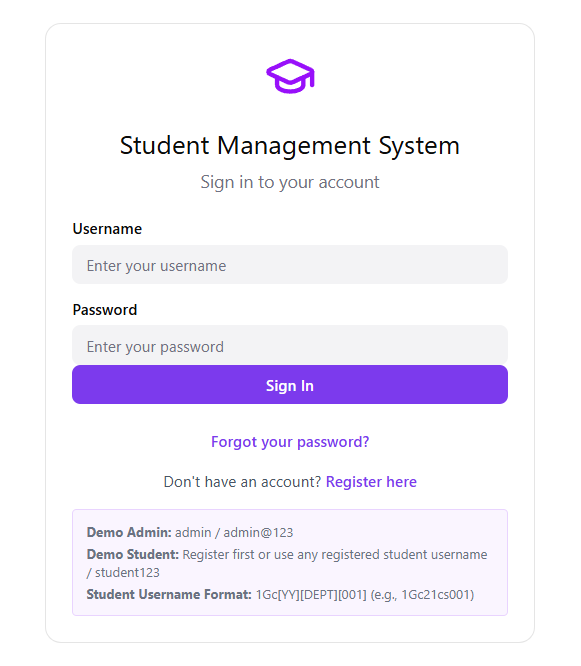 Student Management System
Sign in to your account
Username
Enter your username
Password
Enter your password
Sign In
Forgot your password?
Don't have an account? Register here
Demo Admin: admin / admin@123
Demo Student: Register first or use any registered student username
/ student123
Student Username Format: 1Gc[YY][DEPT][001] (e.g., 1Gc21cs001)